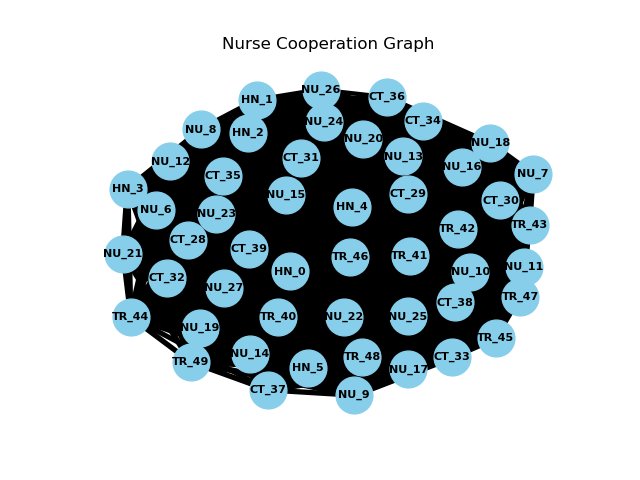 Nurse Cooperation Graph
NU_26
CT_36
HN_1
NU_24
CT_34
NU_8
HN_2
NU_20
NU_18
CT_31
NU_13
NU_12
NU_16
CT_35
NU_7
HN_3
NU_15
CT_29
CT_30
HN_4
NU_6
NU_23
TR_43
TR_42
CT_28
CT_39
NU_21
TR_46
TR_41
NU_11
HN_0
NU_10
CT_32
NU_27
TR_47
CT_38
TR_44
TR_40
NU_22
NU_25
NU_19
TR_45
NU_14
TR_48
CT_33
TR_49
HN_5
NU_17
CT_37
NU_9